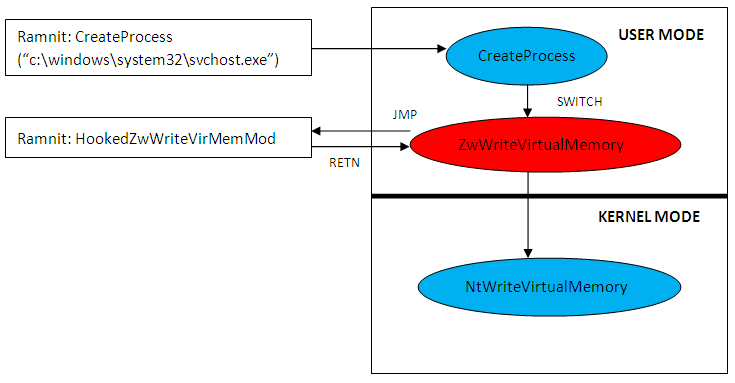 Ramnit: CreateProcess
(“c:\windows\system32\svchost.exe”)
USER MODE
CreateProcess
SWITCH
JMP
Ramnit: HookedZwWriteVirMemMod
ZwWriteVirtualMemory
RETN
KERNEL MODE
NtWriteVirtualMemory